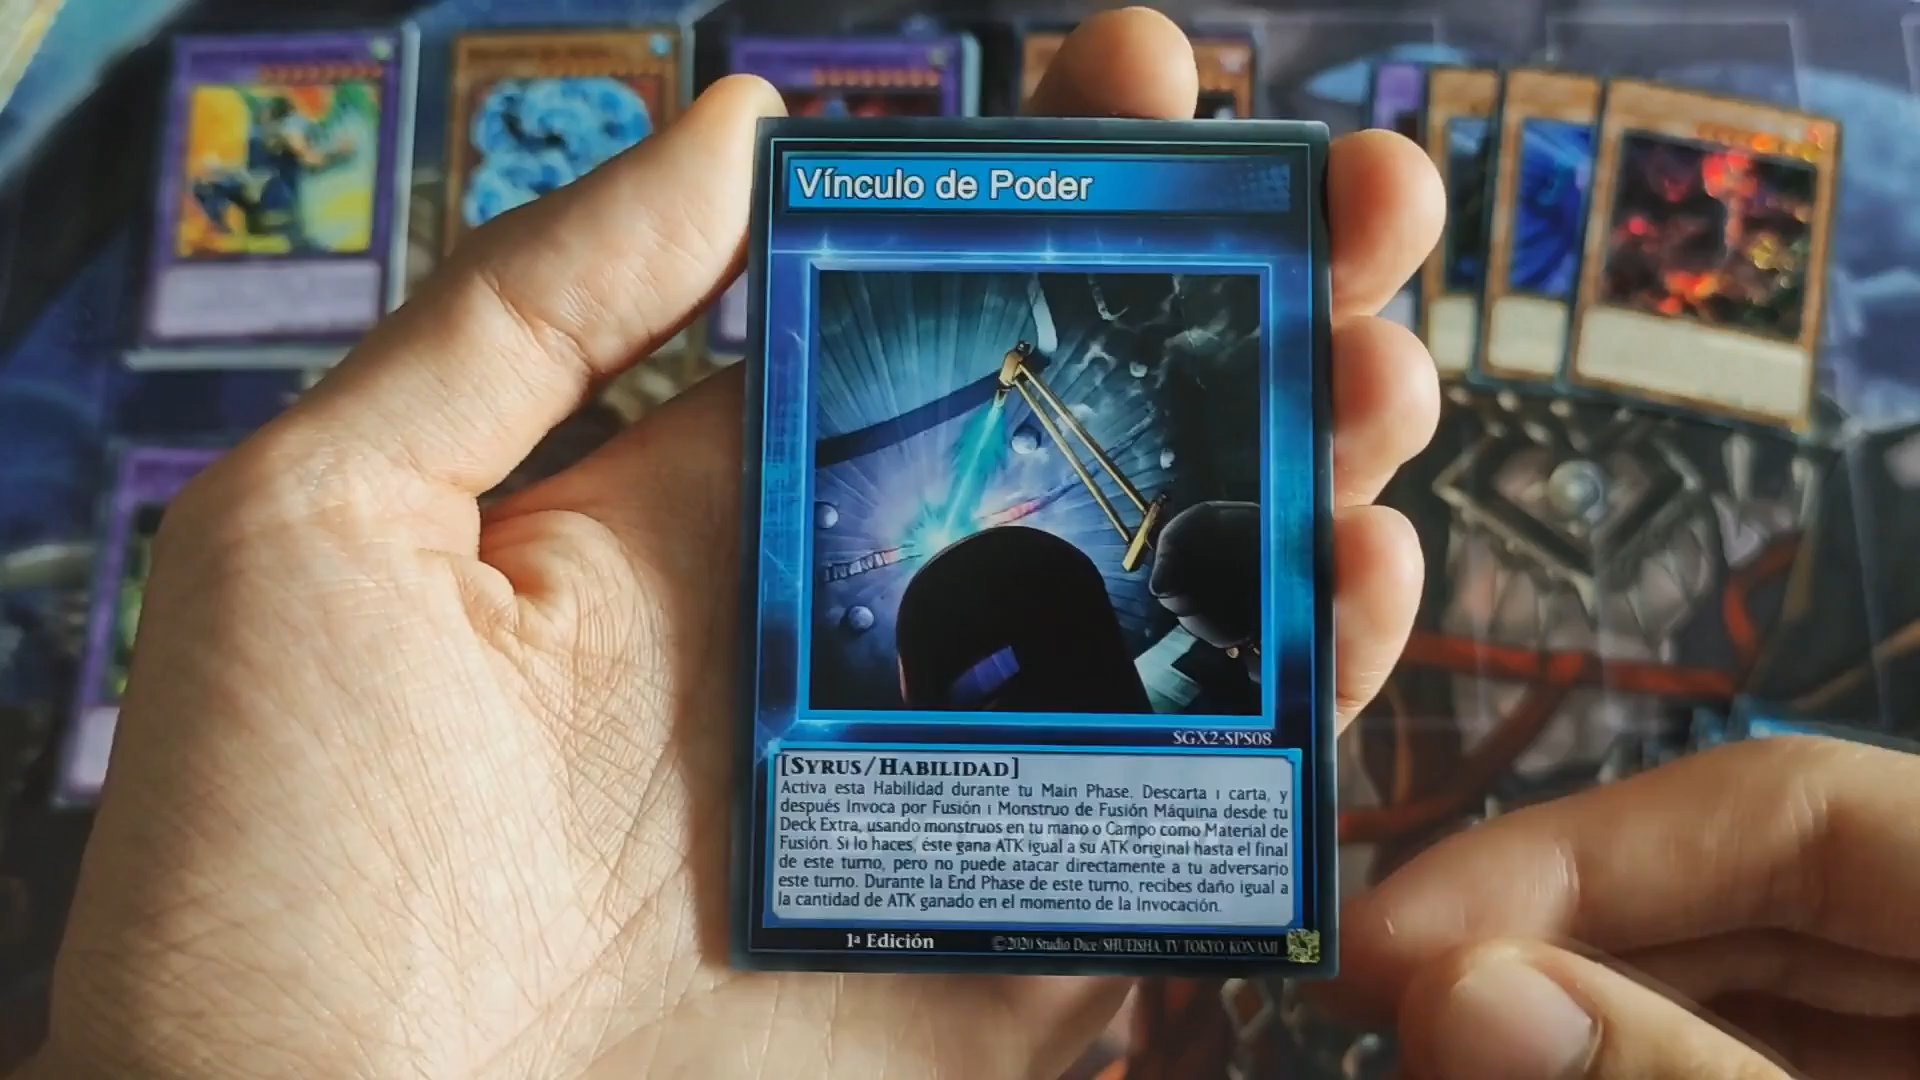 Vínculo de Poder
SGX2-SPS08
[SYRUS/HABILIDAD]
Activa esta Habilidad durante tu Main Phase. Descarta 1 carta, y
después Invoca por Fusión 1 Monstruo de Fusión Máquina desde tu
Deck Extra, usando monstruos en tu mano o Campo como Material de
Fusión. Si lo haces, éste gana ATK igual a su ATK original hasta el final
de este turno, pero no puede atacar directamente a tu adversario
este turno. Durante la End Phase de este turno, recibes daño igual a
la cantidad de ATK ganado en el momento de la Invocación.
1ª Edición
©2020 Studio Dice/SHUEISHA, TV TOKYO, KONAMI